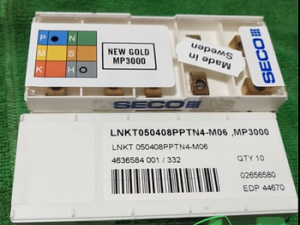 P N
M S
K H
NEW GOLD
MP3000
Made in
Sweden
SECO
LNKT050408PPTN4-M06 ,MP3000
LNKT 050408PPTN4-M06
4636584 001 / 332
QTY 10
02656580
EDP 44670
SECO